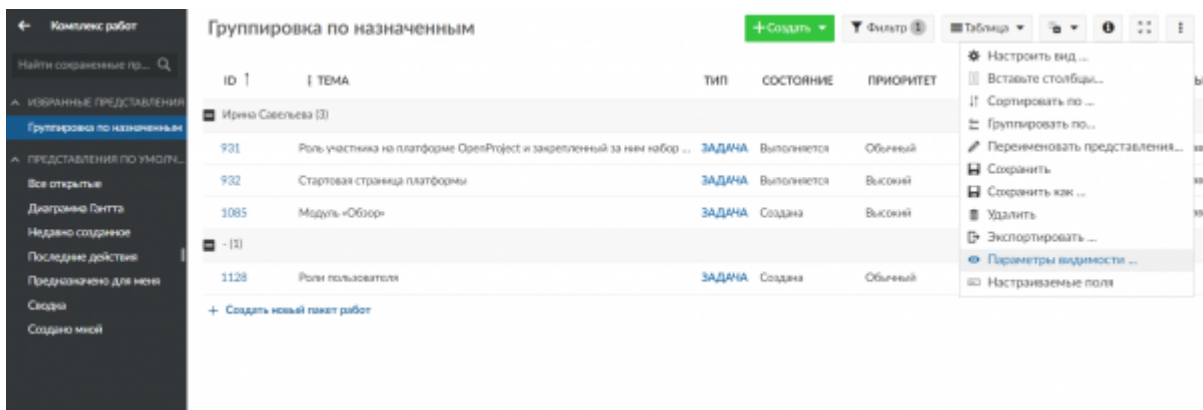 Комплекс работ
Группировка по назначенным
Создать
Фильтр 1
Таблица
Найти сохраненные пр...
Настроить вид ...
Вставьте столбцы...
Сортировать по ...
Группировать по...
Переименовать представления...
Сохранить
Сохранить как ...
Удалить
Экспортировать ...
Параметры видимости ...
Настраиваемые поля
ИЗБРАННЫЕ ПРЕДСТАВЛЕНИЯ
Группировка по назначенным
ПРЕДСТАВЛЕНИЯ ПО УМОЛЧ...
Все открытые
Диаграмма Гантта
Недавно созданное
Последние действия
Предназначено для меня
Сводка
Создано мной
ID ТЕМА ТИП СОСТОЯНИЕ ПРИОРИТЕТ
Ирина Савельева (3)
931 Роль участника на платформе OpenProject и закрепленный за ним набор ... ЗАДАЧА Выполняется Обычный
932 Стартовая страница платформы ЗАДАЧА Выполняется Высокий
1085 Модуль «Обзор» ЗАДАЧА Создана Высокий
- (1)
1128 Роли пользователя ЗАДАЧА Создана Обычный
+ Создать новый пакет работ